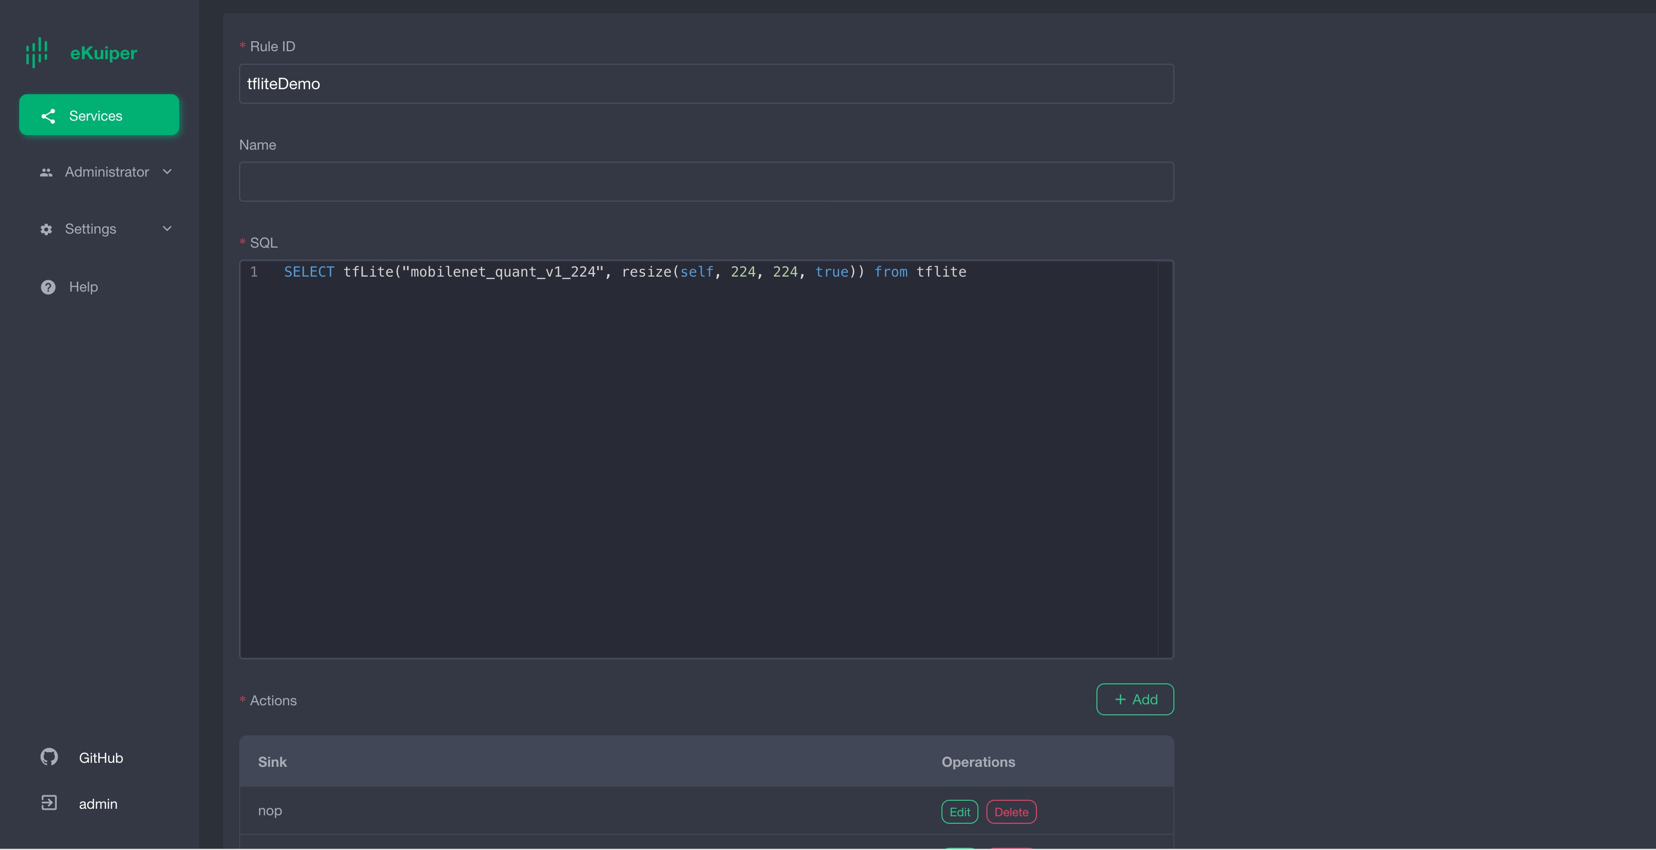 eKuiper
Services
Administrator
Settings
Help
GitHub
admin
* Rule ID
tfliteDemo
Name
* SQL
1 SELECT tfLite("mobilenet_quant_v1_224", resize(self, 224, 224, true)) from tflite
* Actions
+ Add
Sink Operations
nop Edit Delete